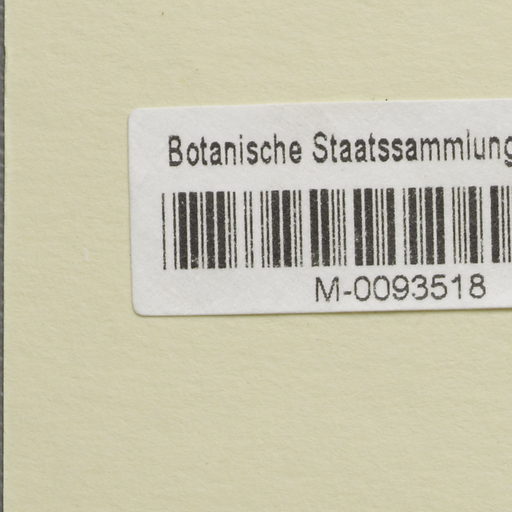 Botanische Staatssammlung
M-0093518